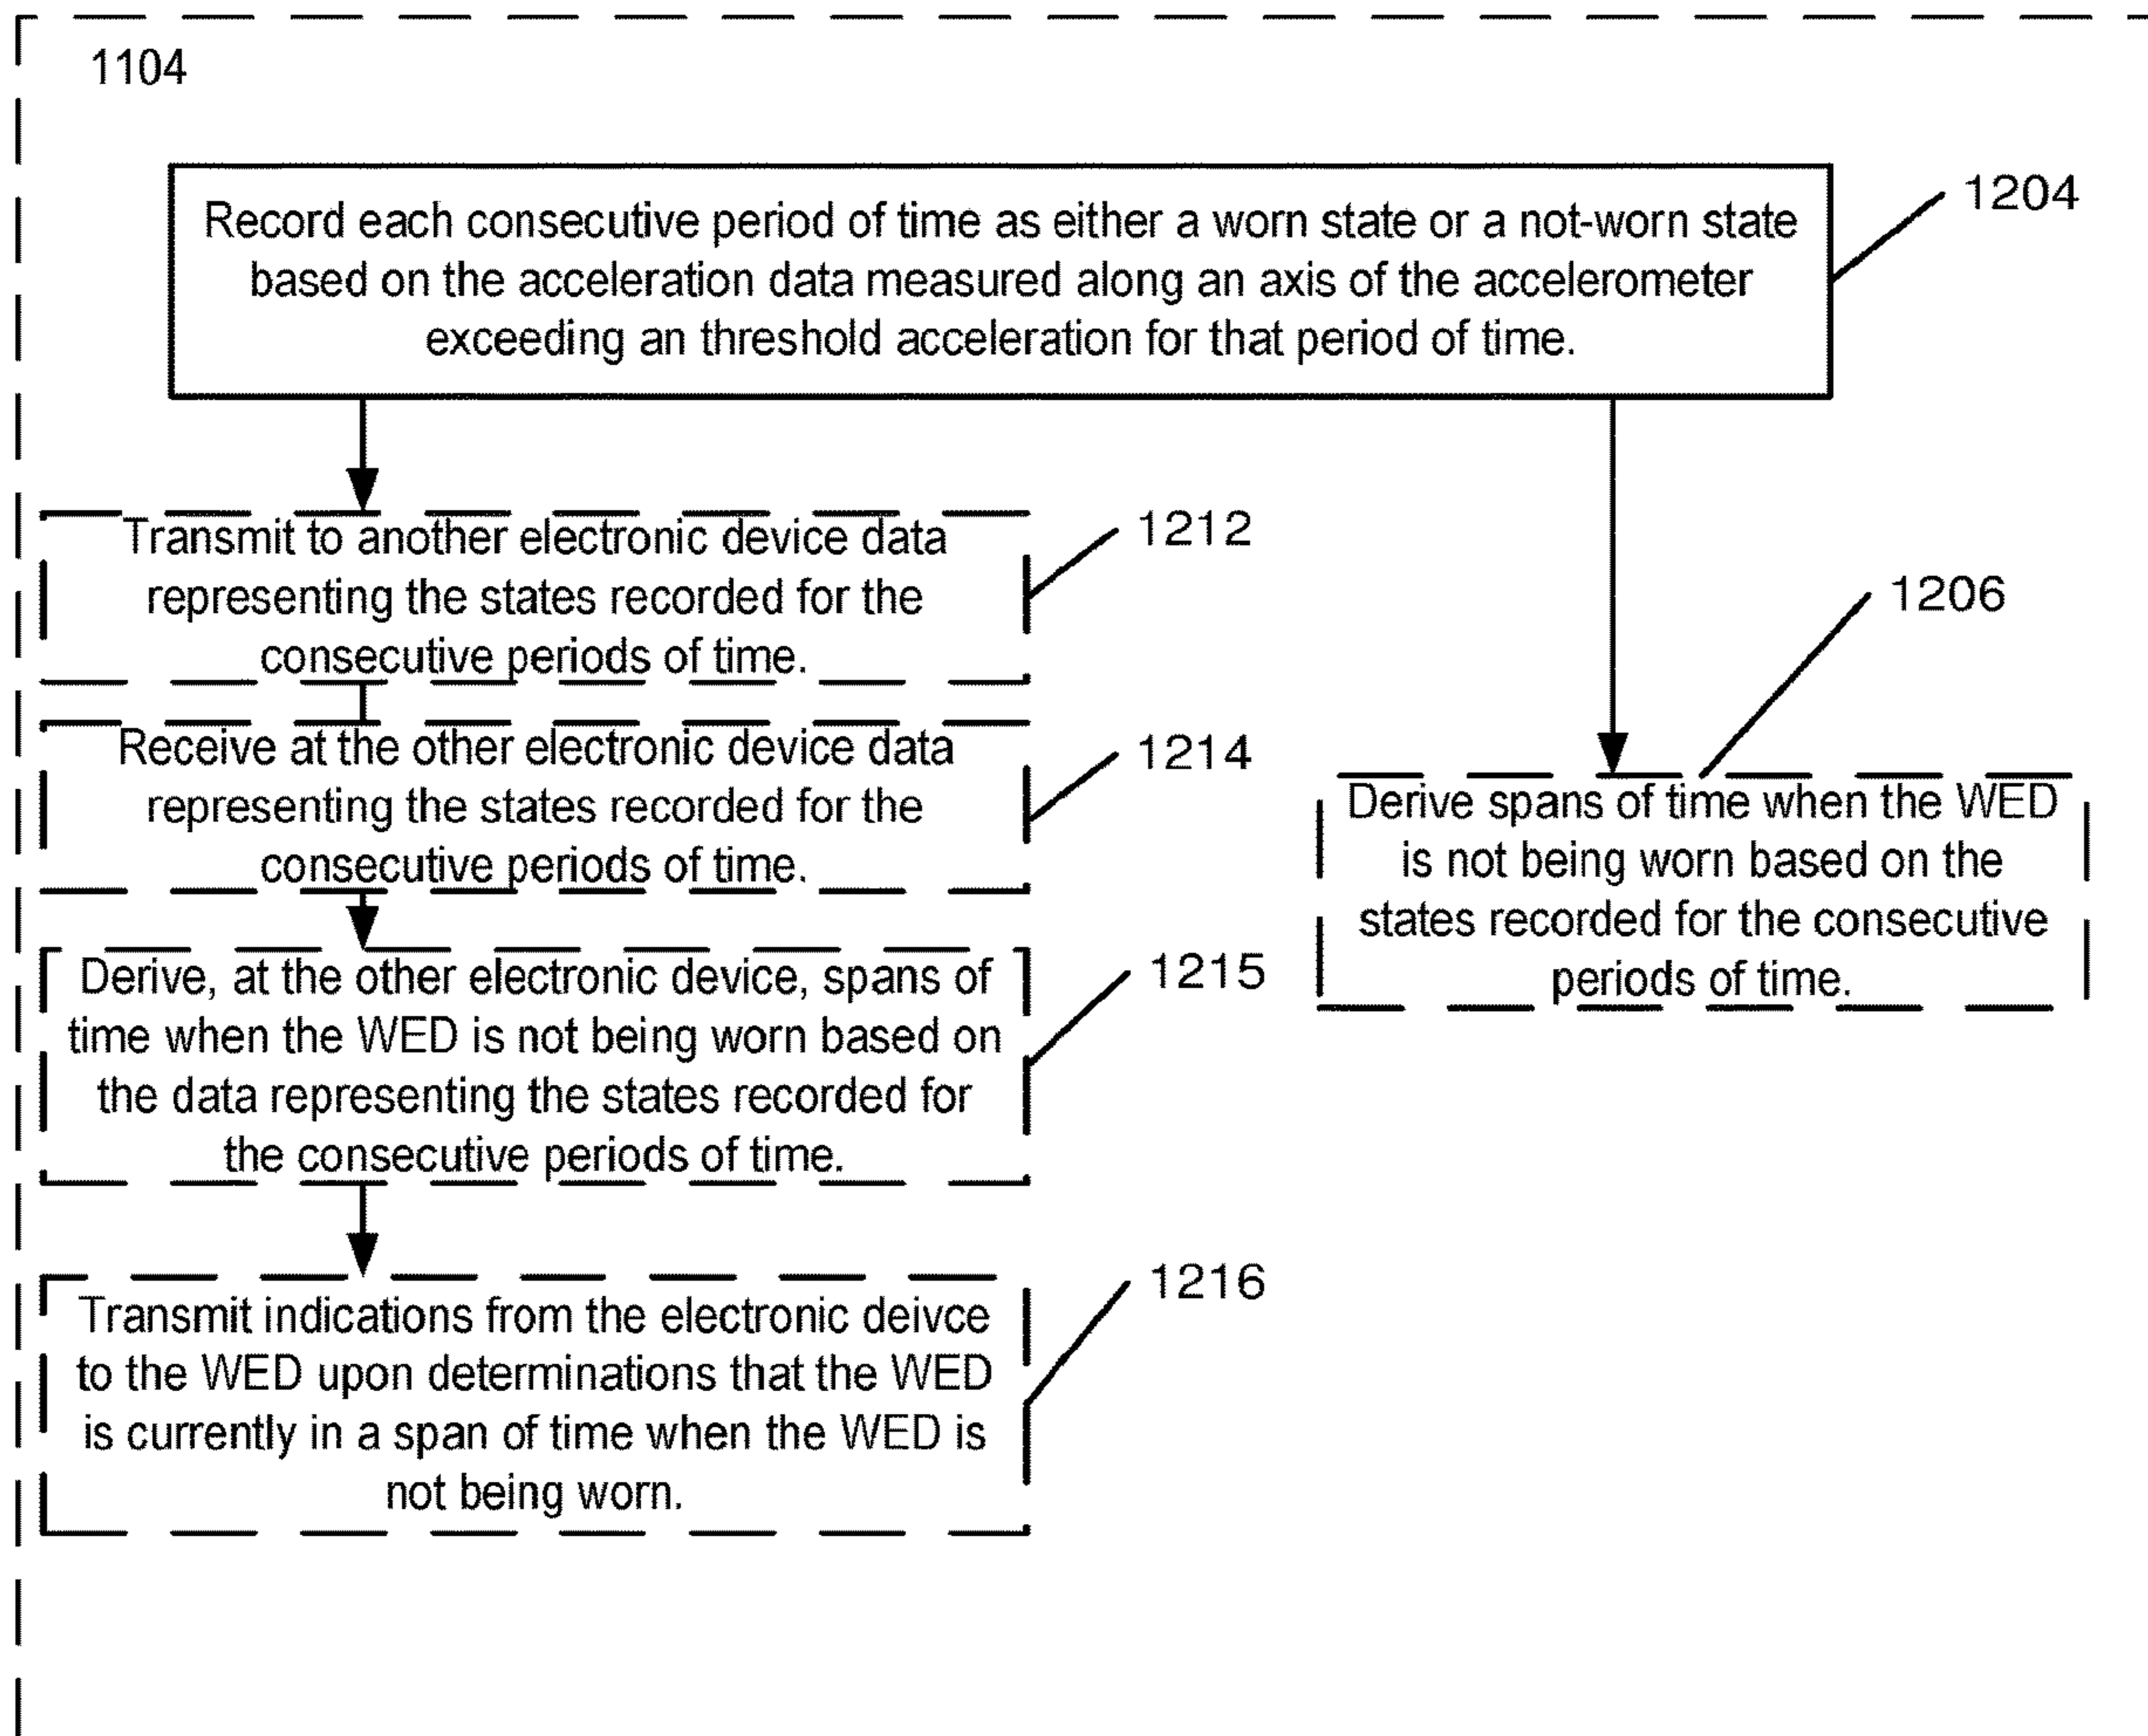 1104
Record each consecutive period of time as either a worn state or a not-worn state
based on the acceleration data measured along an axis of the accelerometer
exceeding an threshold acceleration for that period of time.
1204
Transmit to another electronic device data
representing the states recorded for the
consecutive periods of time.
1212
Receive at the other electronic device data
representing the states recorded for the
consecutive periods of time.
1214
1206
Derive spans of time when the WED
is not being worn based on the
states recorded for the consecutive
periods of time.
Derive, at the other electronic device, spans of
time when the WED is not being worn based on
the data representing the states recorded for
the consecutive periods of time.
1215
Transmit indications from the electronic deivce
to the WED upon determinations that the WED
is currently in a span of time when the WED is
not being worn.
1216